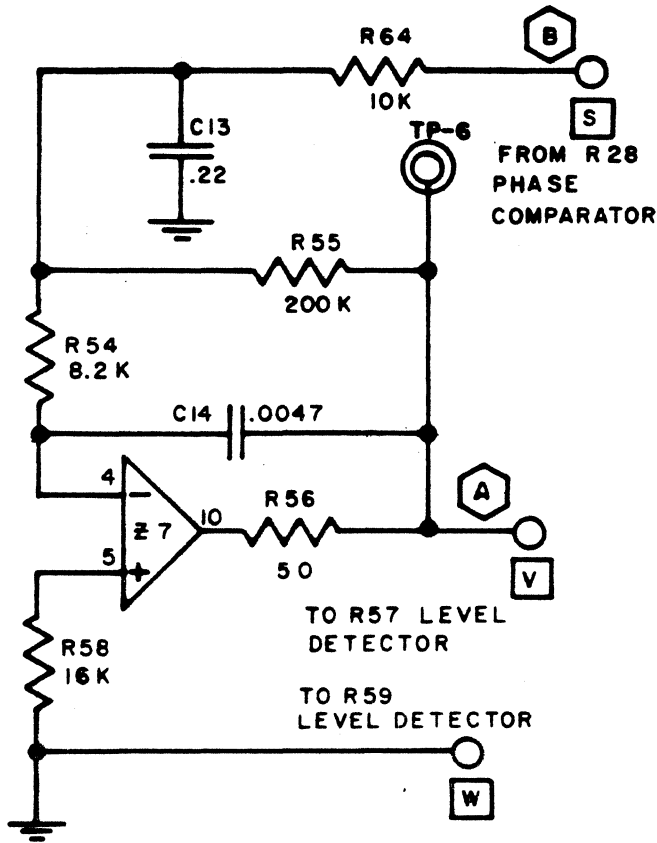 R64
B
10K
C13
.22
TP-6
S
FROM R28
PHASE
COMPARATOR
R55
200K
R54
8.2K
C14
.0047
4
-
A
R56
10
Z 7
50
5
+
V
TO R57 LEVEL
DETECTOR
R58
16K
TO R59
LEVEL DETECTOR
W